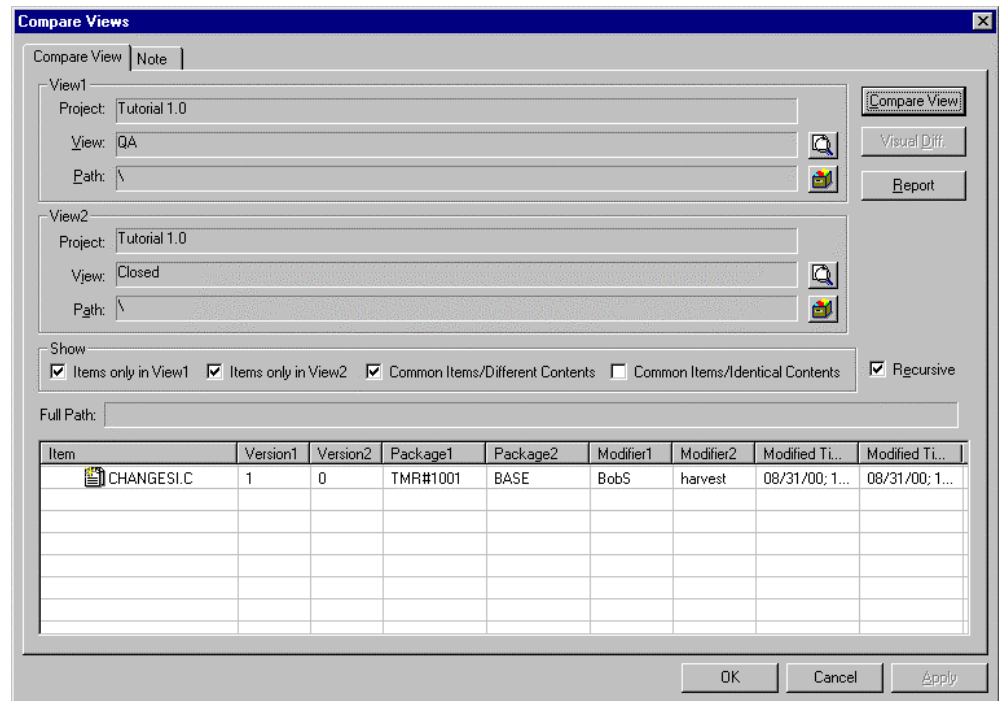 Compare Views
Compare View Note
View1
Project: Tutorial 1.0
View: QA
Path: \
Compare View
Visual Diff.
Report
View2
Project: Tutorial 1.0
View: Closed
Path: \
Show
Items only in View1 Items only in View2 Common Items/Different Contents Common Items/Identical Contents Recursive
Full Path:
Item Version1 Version2 Package1 Package2 Modifier1 Modifier2 Modified Ti... Modified Ti...
CHANGESI.C 1 0 TMR#1001 BASE BobS harvest 08/31/00; 1... 08/31/00; 1...
OK Cancel Apply